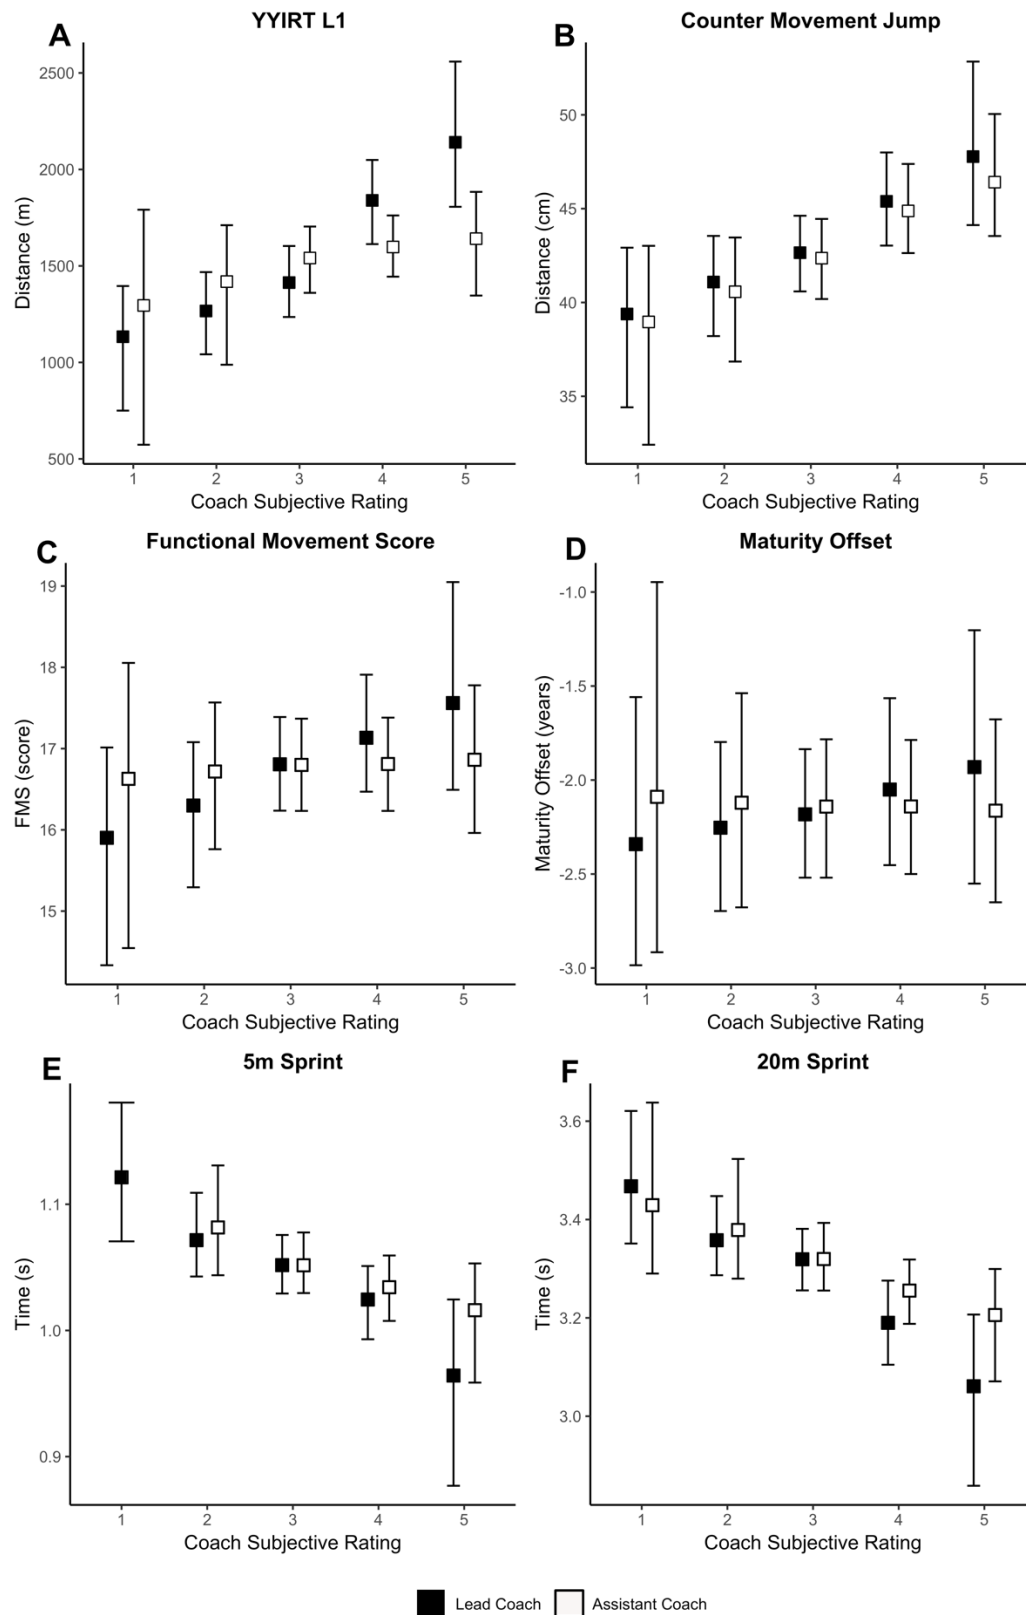 A
YYIRT L1
B
Counter Movement Jump
2500
2000
1500
1000
500
Distance (m)
1 2 3 4 5
Coach Subjective Rating
50
45
40
35
Distance (cm)
1 2 3 4 5
Coach Subjective Rating
C
Functional Movement Score
D
Maturity Offset
19
18
17
16
15
FMS (score)
1 2 3 4 5
Coach Subjective Rating
-1.0
-1.5
-2.0
-2.5
-3.0
Maturity Offset (years)
1 2 3 4 5
Coach Subjective Rating
E
5m Sprint
F
20m Sprint
1.1
1.0
0.9
Time (s)
1 2 3 4 5
Coach Subjective Rating
3.6
3.4
3.2
3.0
Time (s)
1 2 3 4 5
Coach Subjective Rating
Lead Coach Assistant Coach